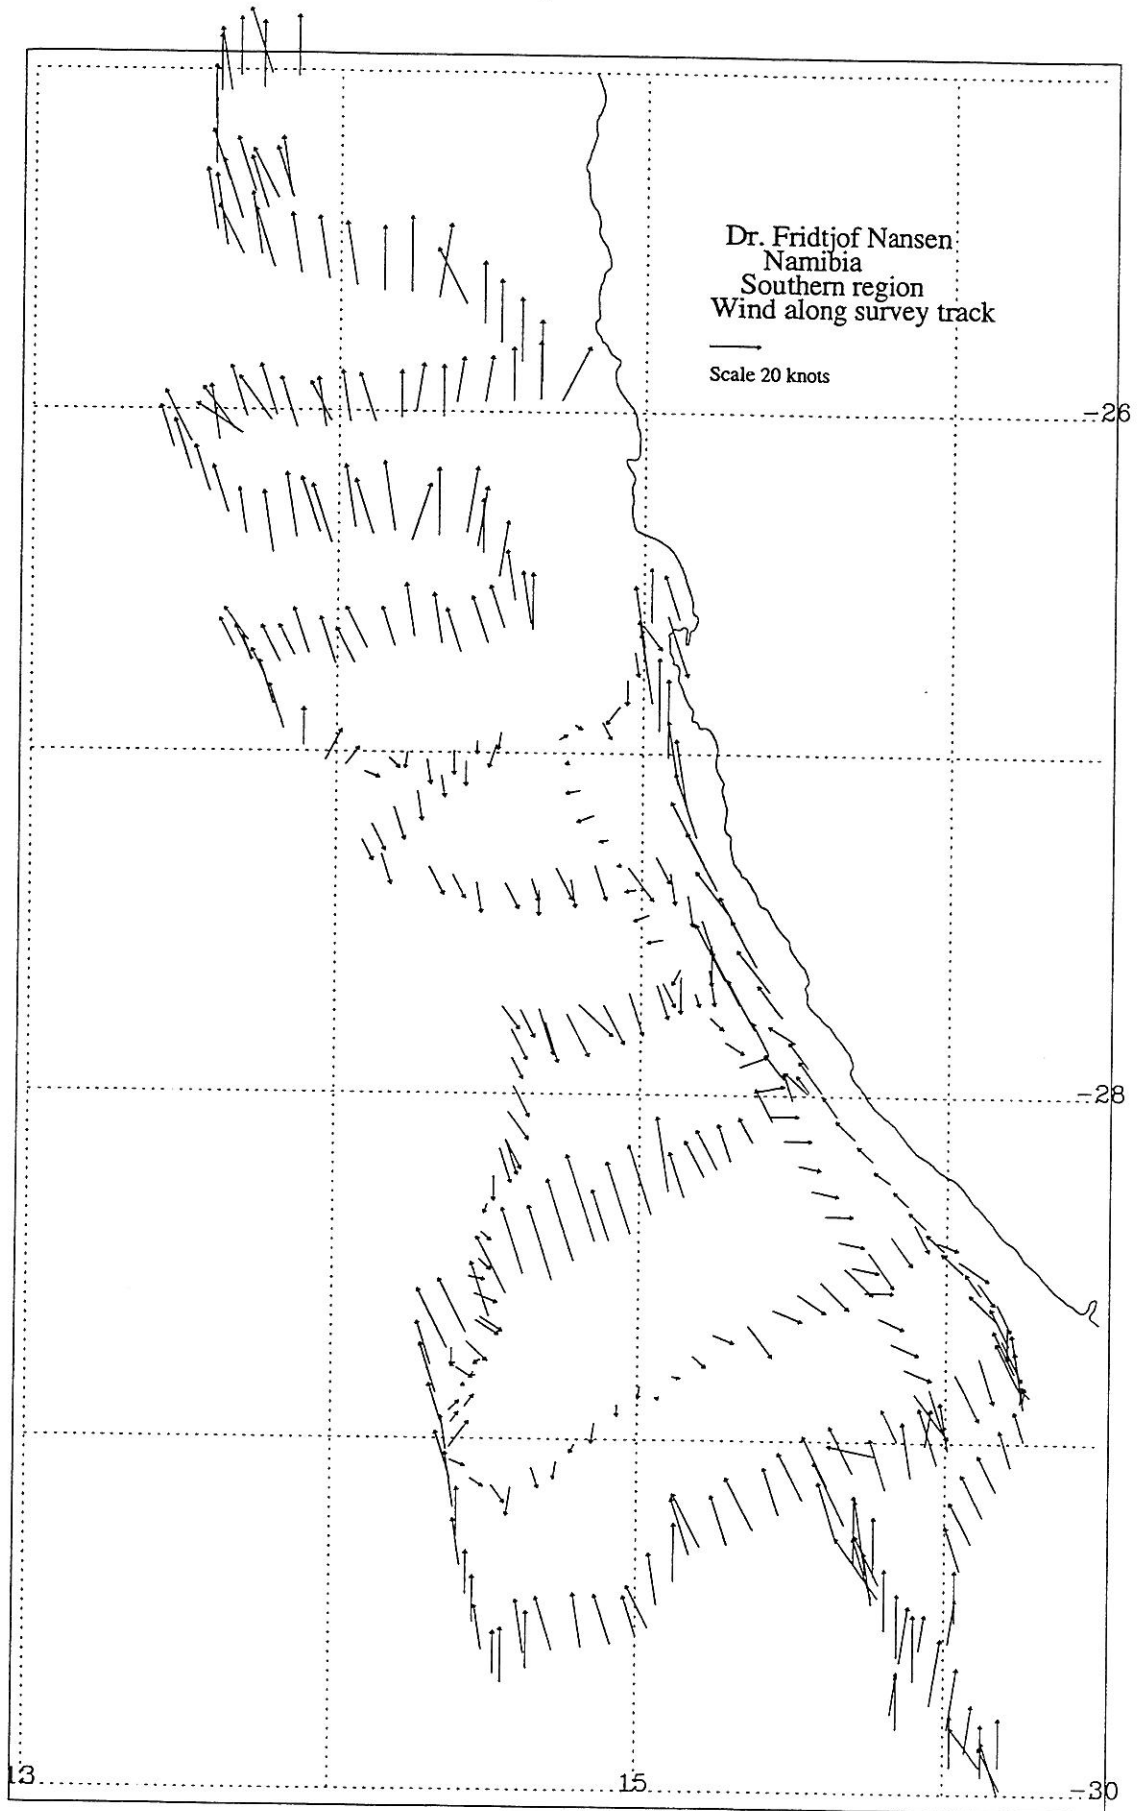 Dr. Fridtjof Nansen
Namibia
Southern region
Wind along survey track
Scale 20 knots
-26
-28
13
15
-30